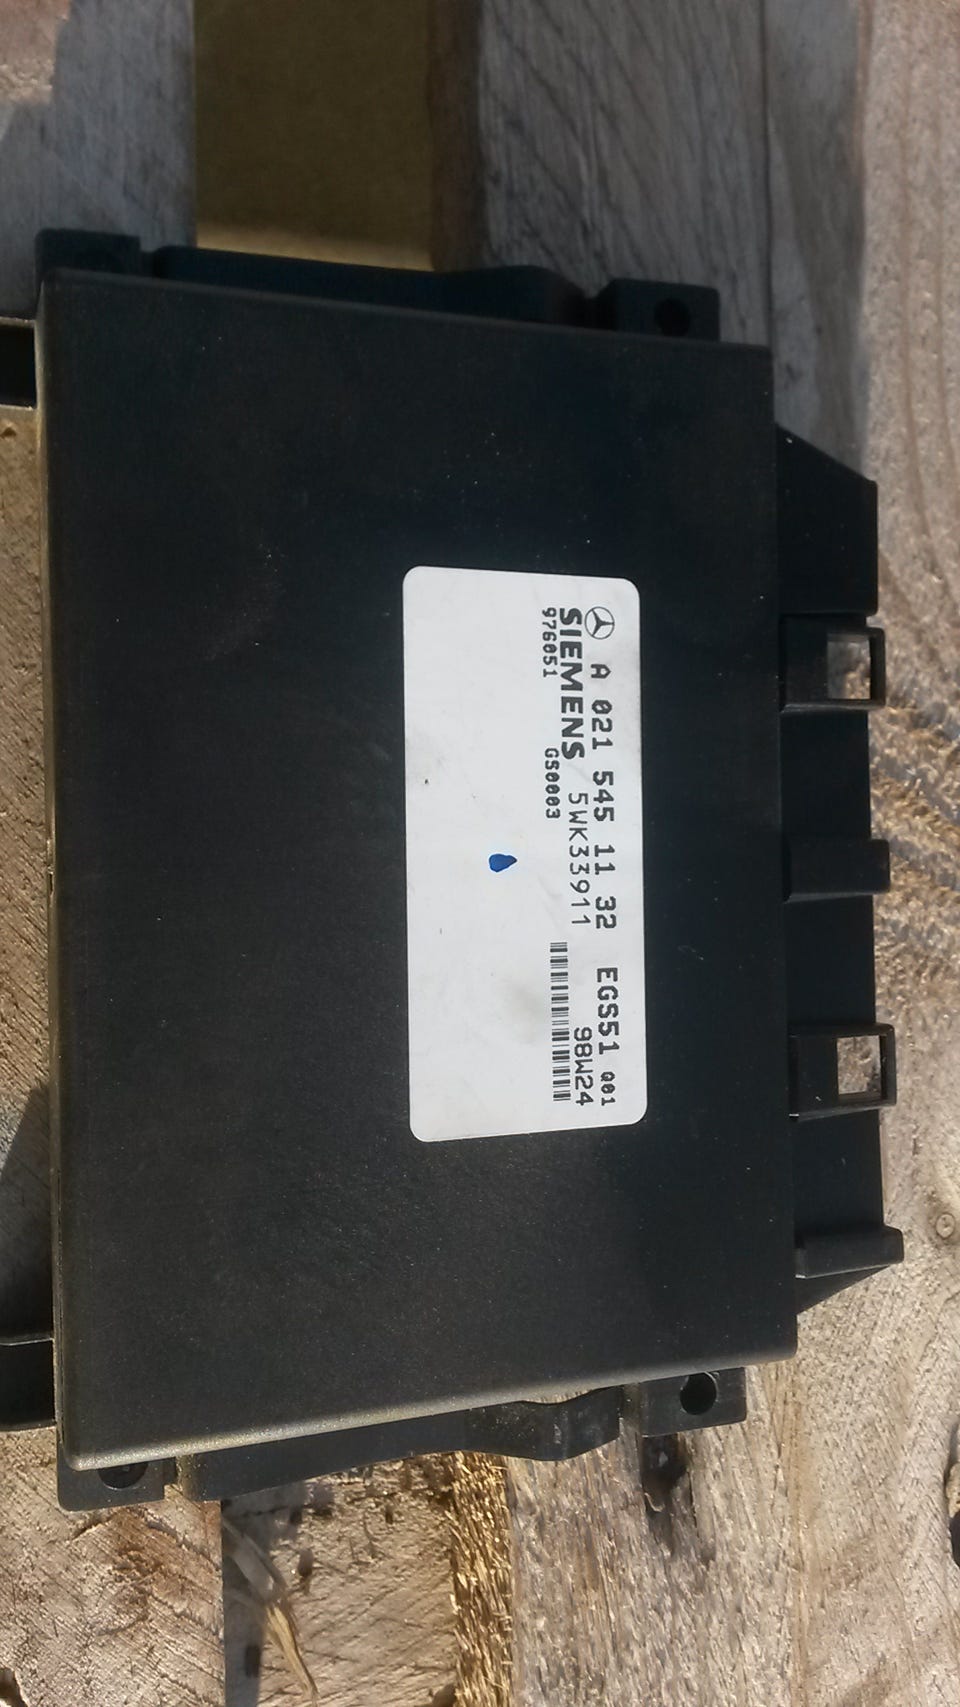 A 021 545 11 32 EGS51 Q01
SIEMENS 5WK33911 98W24
976051 GS0003